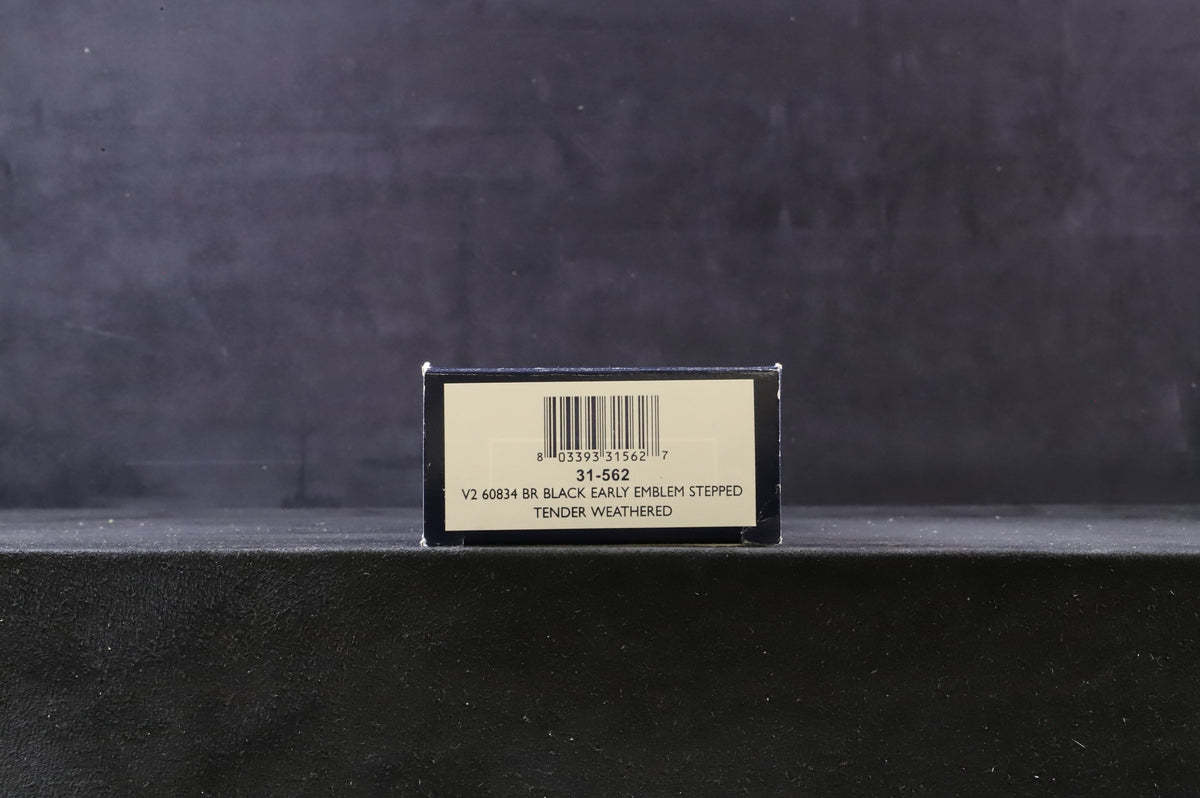 8 03393 31562 7
31-562
V2 60834 BR BLACK EARLY EMBLEM STEPPED
TENDER WEATHERED